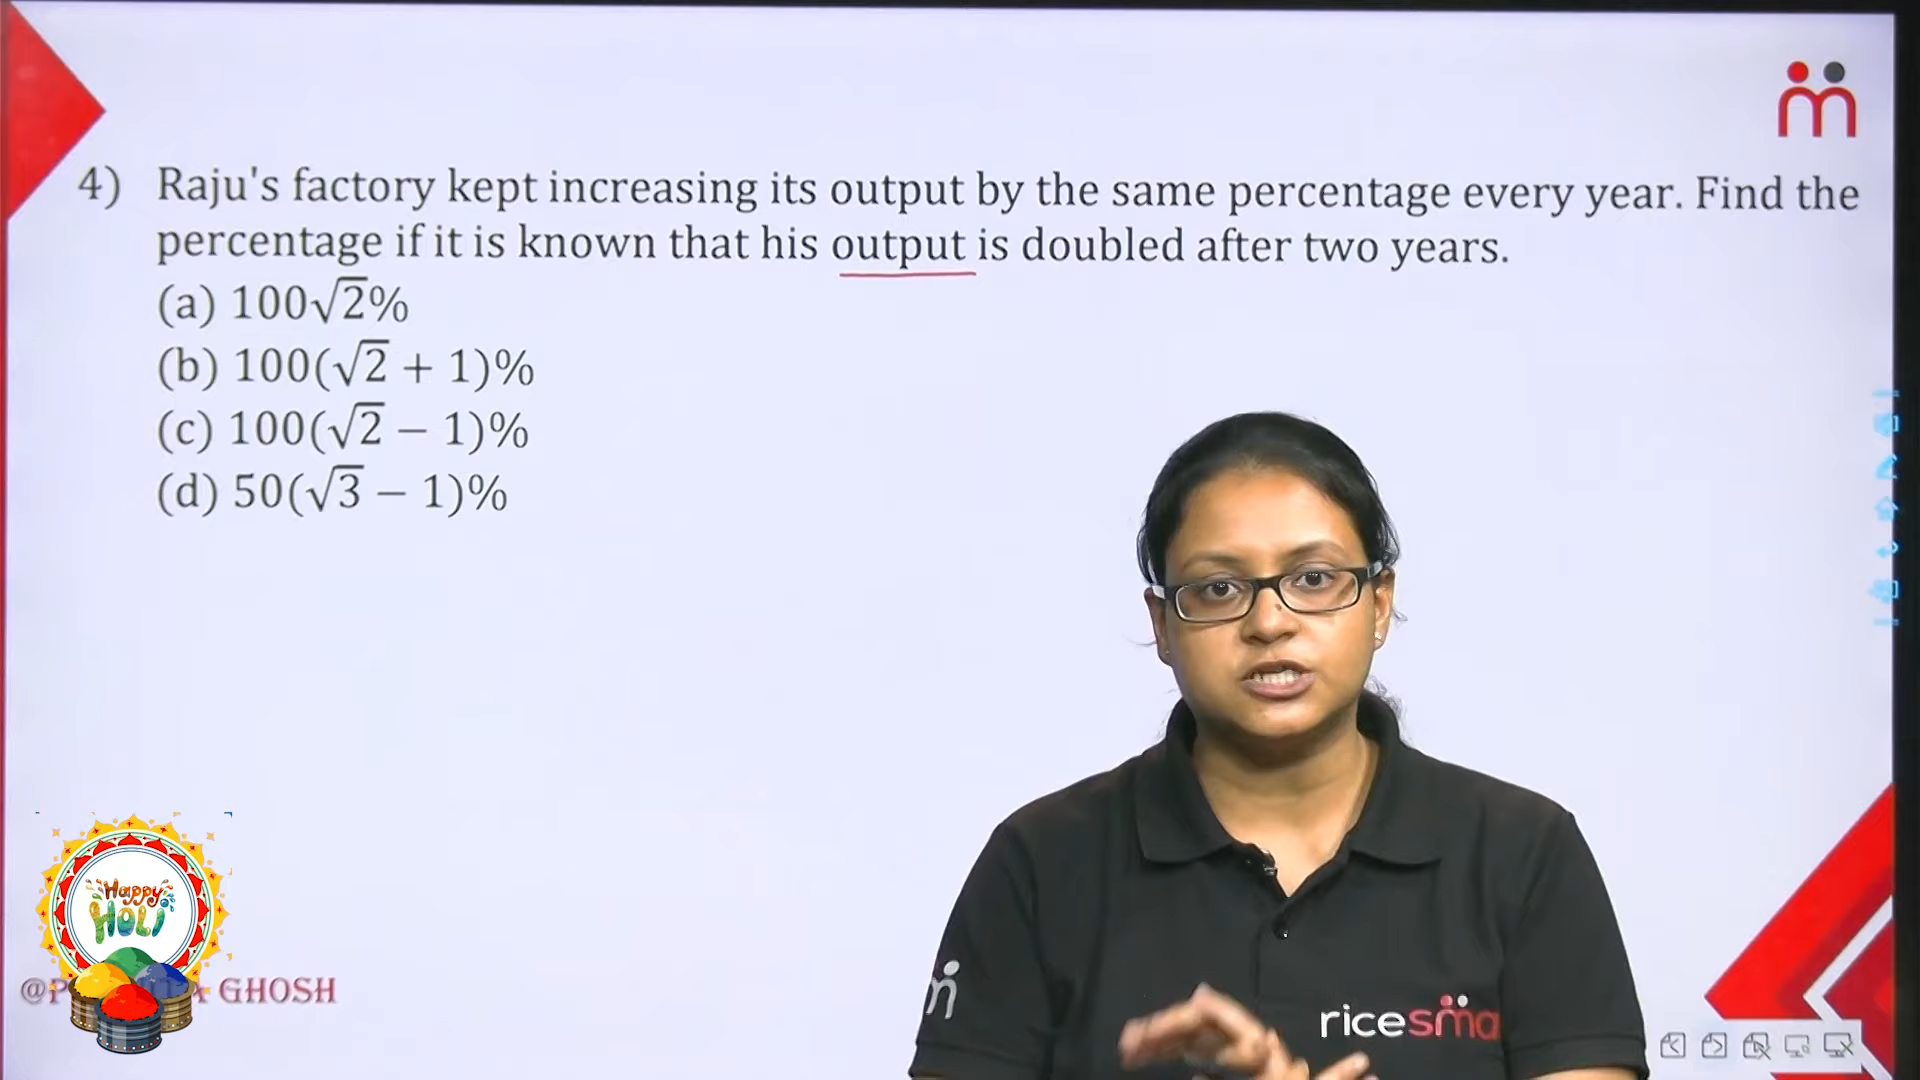 4) Raju's factory kept increasing its output by the same percentage every year. Find the
percentage if it is known that his output is doubled after two years.
(a) 100√2%
(b) 100(√2 + 1)%
(c) 100(√2 − 1)%
(d) 50(√3 − 1)%
Happy
HOLI
GHOSH
ricesma